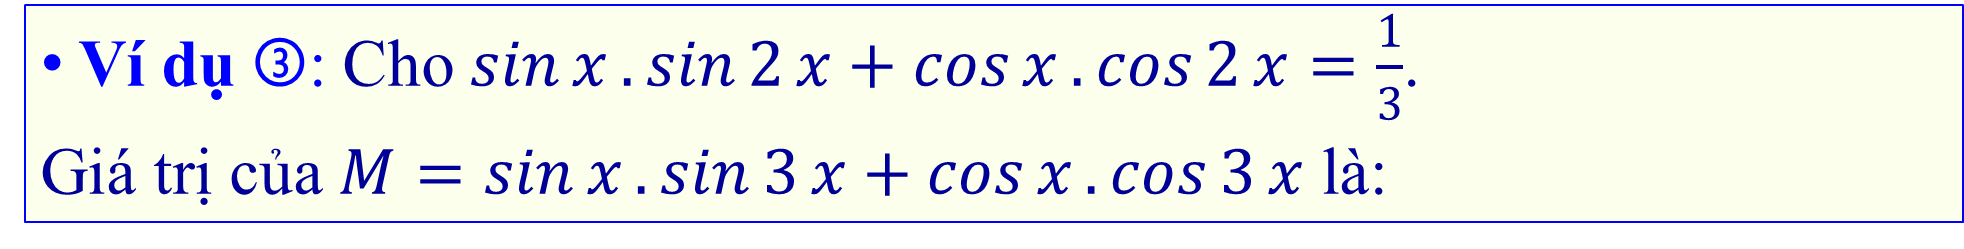 • Ví dụ ③: Cho sin x . sin 2 x + cos x . cos 2 x = 1/3.
Giá trị của M = sin x . sin 3 x + cos x . cos 3 x là: